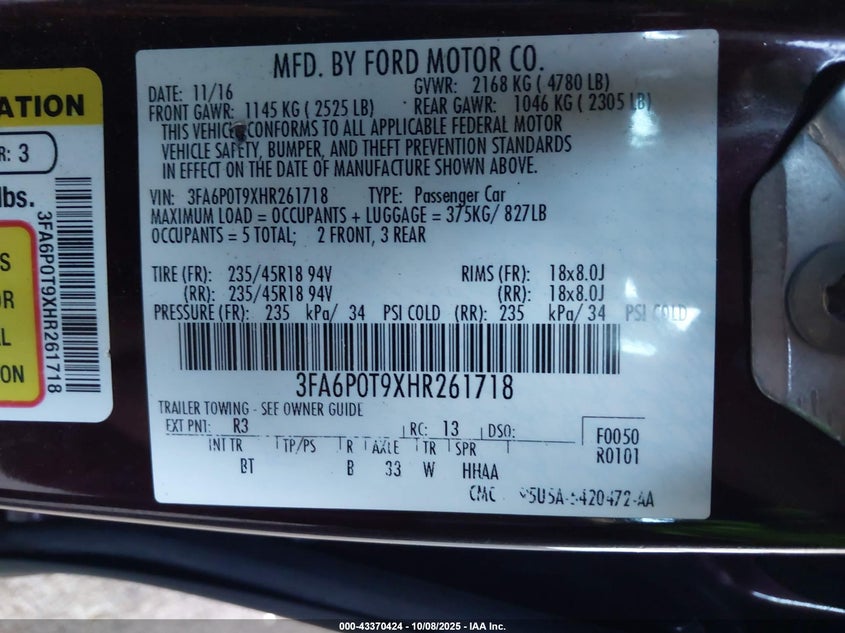 ATION
R: 3
lbs.
S
OR
L
ON
3FA6P0T9XHR261718
MFD. BY FORD MOTOR CO.
DATE: 11/16 GVWR: 2168 KG ( 4780 LB)
FRONT GAWR: 1145 KG ( 2525 LB) REAR GAWR: 1046 KG ( 2305 LB)
THIS VEHICLE CONFORMS TO ALL APPLICABLE FEDERAL MOTOR
VEHICLE SAFETY, BUMPER, AND THEFT PREVENTION STANDARDS
IN EFFECT ON THE DATE OF MANUFACTURE SHOWN ABOVE.
VIN: 3FA6P0T9XHR261718 TYPE: Passenger Car
MAXIMUM LOAD = OCCUPANTS + LUGGAGE = 375KG/ 827LB
OCCUPANTS = 5 TOTAL; 2 FRONT, 3 REAR
TIRE (FR): 235/45R18 94V RIMS (FR): 18x8.0J
(RR): 235/45R18 94V (RR): 18x8.0J
PRESSURE (FR): 235 kPa/ 34 PSI COLD (RR): 235 kPa/ 34 PSI COLD
3FA6P0T9XHR261718
TRAILER TOWING - SEE OWNER GUIDE
EXT PNT: R3 RC: 13 DSO: F0050
INT TR TP/PS R AXLE TR SPR R0101
BT B 33 W HHAA
CMC 5U5A-5420472-AA
000-43370424 - 10/08/2025 - IAA Inc.